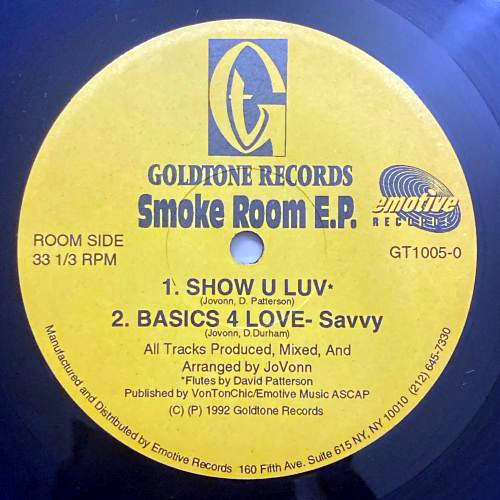 Gt
GOLDTONE RECORDS
Smoke Room E.P.
emotive
RECORDS
ROOM SIDE
33 1/3 RPM
GT1005-0
1. SHOW U LUV*
(Jovonn, D. Patterson)
2. BASICS 4 LOVE- Savvy
(Jovonn, D.Durham)
All Tracks Produced, Mixed, And
Arranged by JoVonn
*Flutes by David Patterson
Published by VonTonChic/Emotive Music ASCAP
(C) (P) 1992 Goldtone Records
Manufactured and Distributed by Emotive Records 160 Fifth Ave. Suite 615 NY, NY 10010 (212) 645-7330